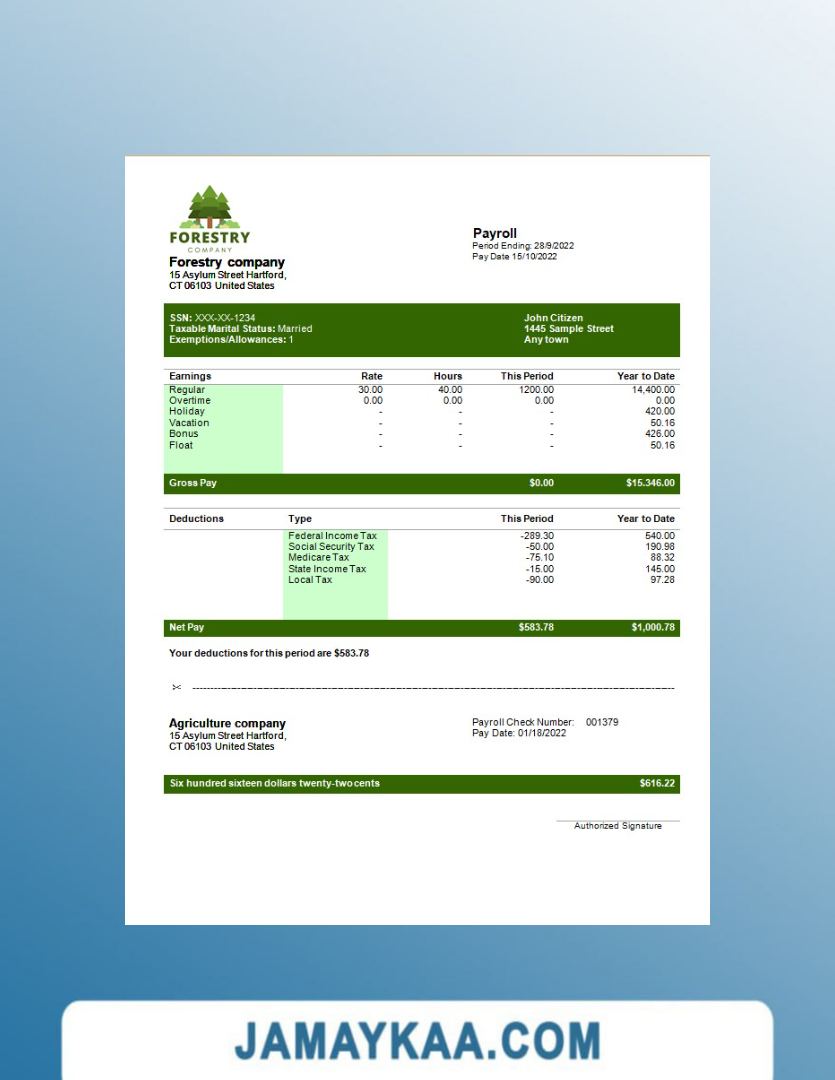 FORESTRY
COMPANY
Forestry company
15 Asylum Street Hartford,
CT 06103 United States
Payroll
Period Ending: 28/9/2022
Pay Date 15/10/2022
SSN: XXX-XX-1234
Taxable Marital Status: Married
Exemptions/Allowances: 1
John Citizen
1445 Sample Street
Any town
Earnings Rate Hours This Period Year to Date
Regular 30.00 40.00 1200.00 14,400.00
Overtime 0.00 0.00 0.00 0.00
Holiday - - - 420.00
Vacation - - - 50.16
Bonus - - - 426.00
Float - - - 50.16
Gross Pay $0.00 $15.346.00
Deductions Type This Period Year to Date
Federal Income Tax -289.30 540.00
Social Security Tax -50.00 190.98
Medicare Tax -75.10 88.32
State Income Tax -15.00 145.00
Local Tax -90.00 97.28
Net Pay $583.78 $1,000.78
Your deductions for this period are $583.78
Agriculture company
15 Asylum Street Hartford,
CT 06103 United States
Payroll Check Number: 001379
Pay Date: 01/18/2022
Six hundred sixteen dollars twenty-two cents $616.22
Authorized Signature
JAMAYKAA.COM